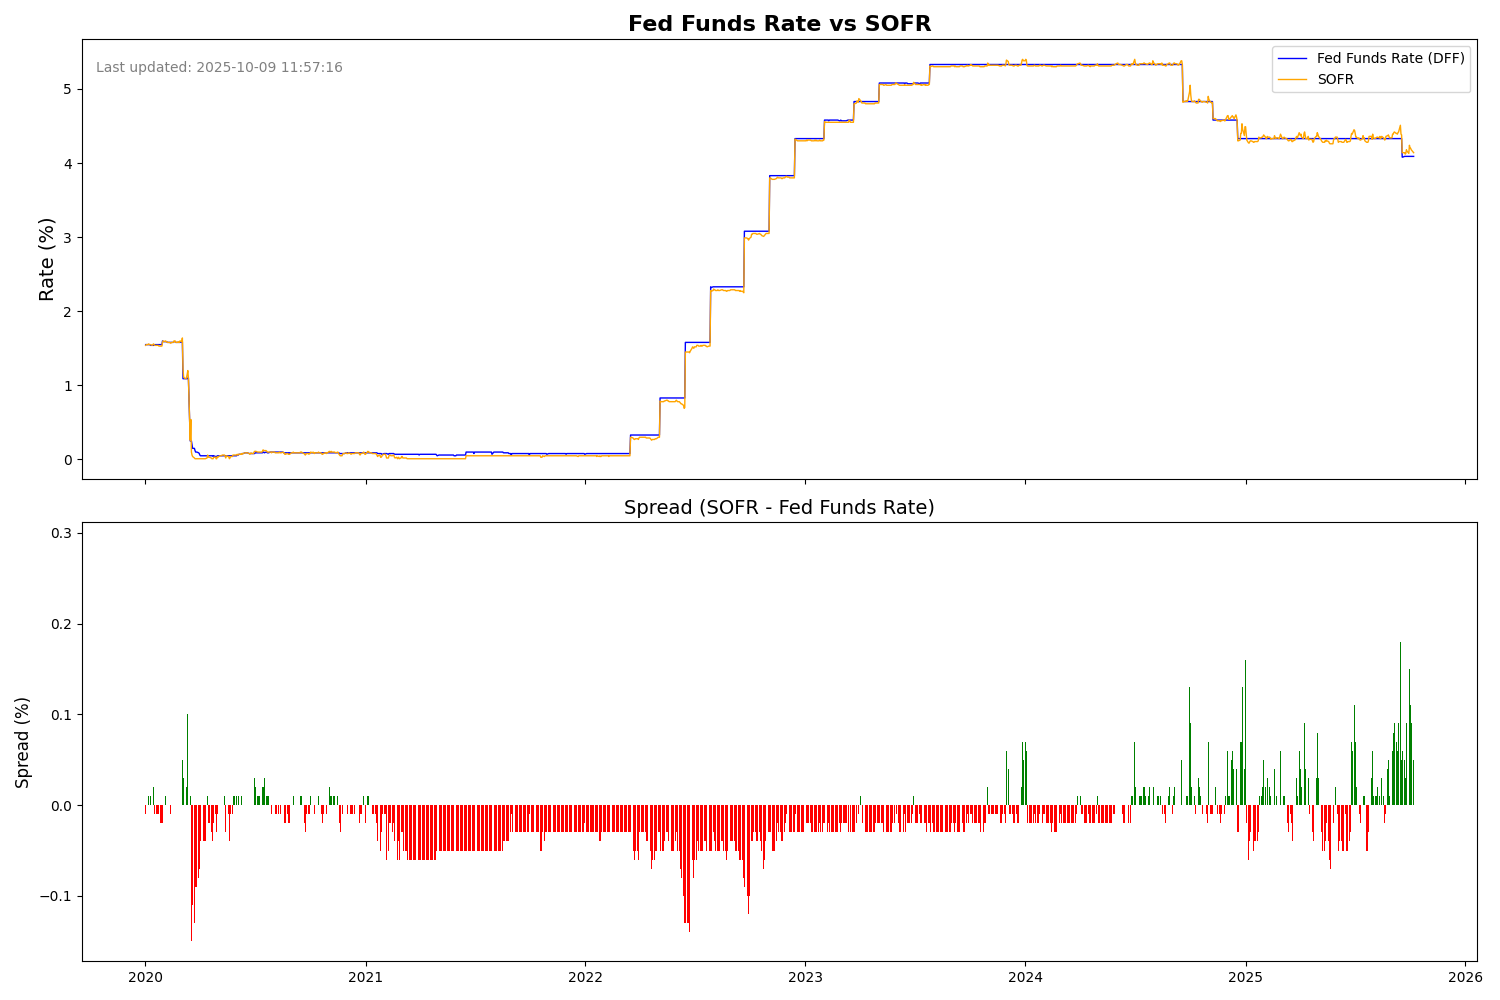 Fed Funds Rate vs SOFR
Last updated: 2025-10-09 11:57:16
Fed Funds Rate (DFF)
SOFR
Rate (%)
5
4
3
2
1
0
Spread (SOFR - Fed Funds Rate)
Spread (%)
0.3
0.2
0.1
0.0
−0.1
2020
2021
2022
2023
2024
2025
2026